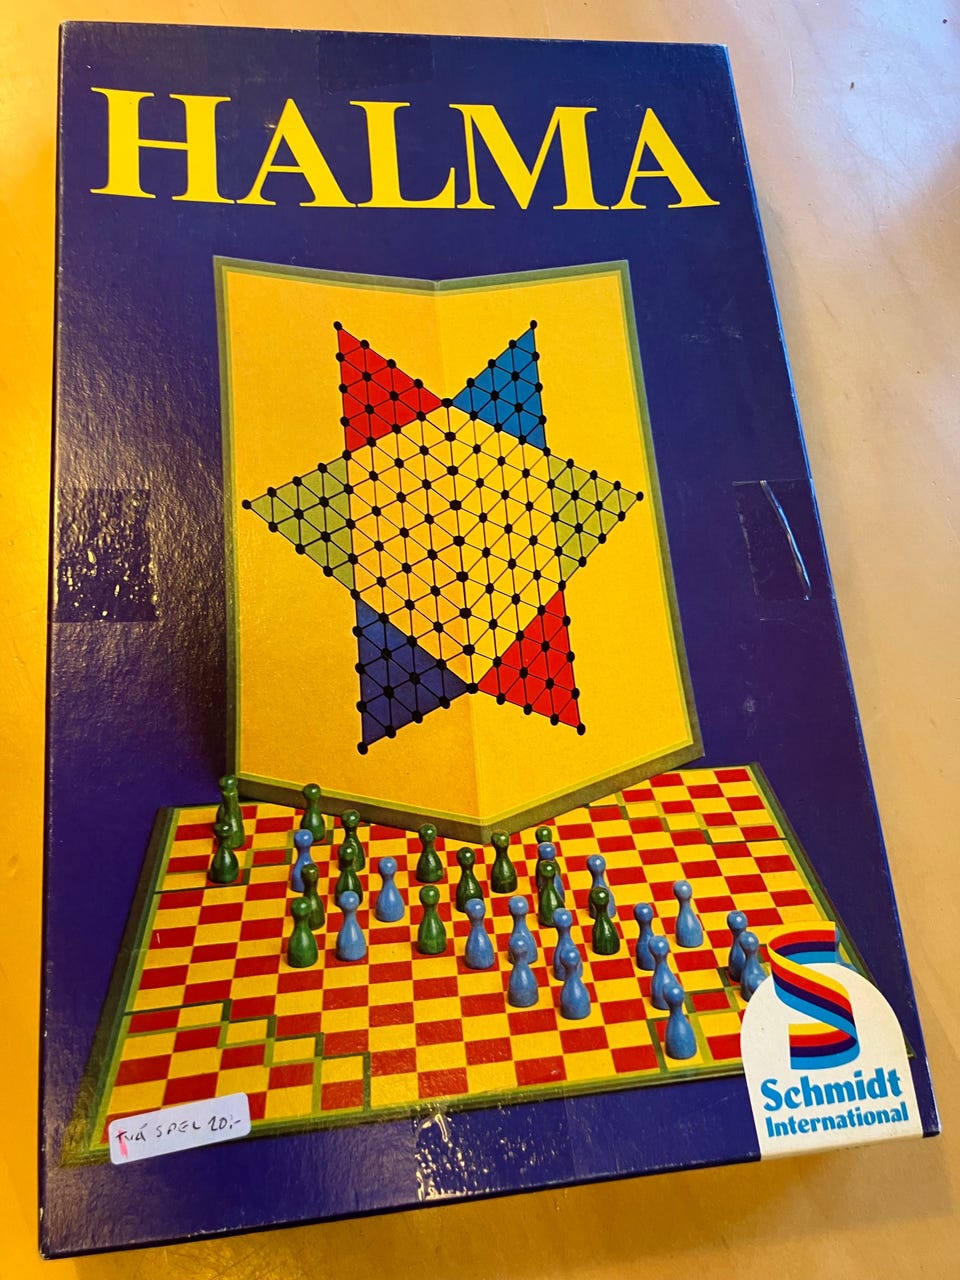 HALMA
två SPEL 20:-
Schmidt
International